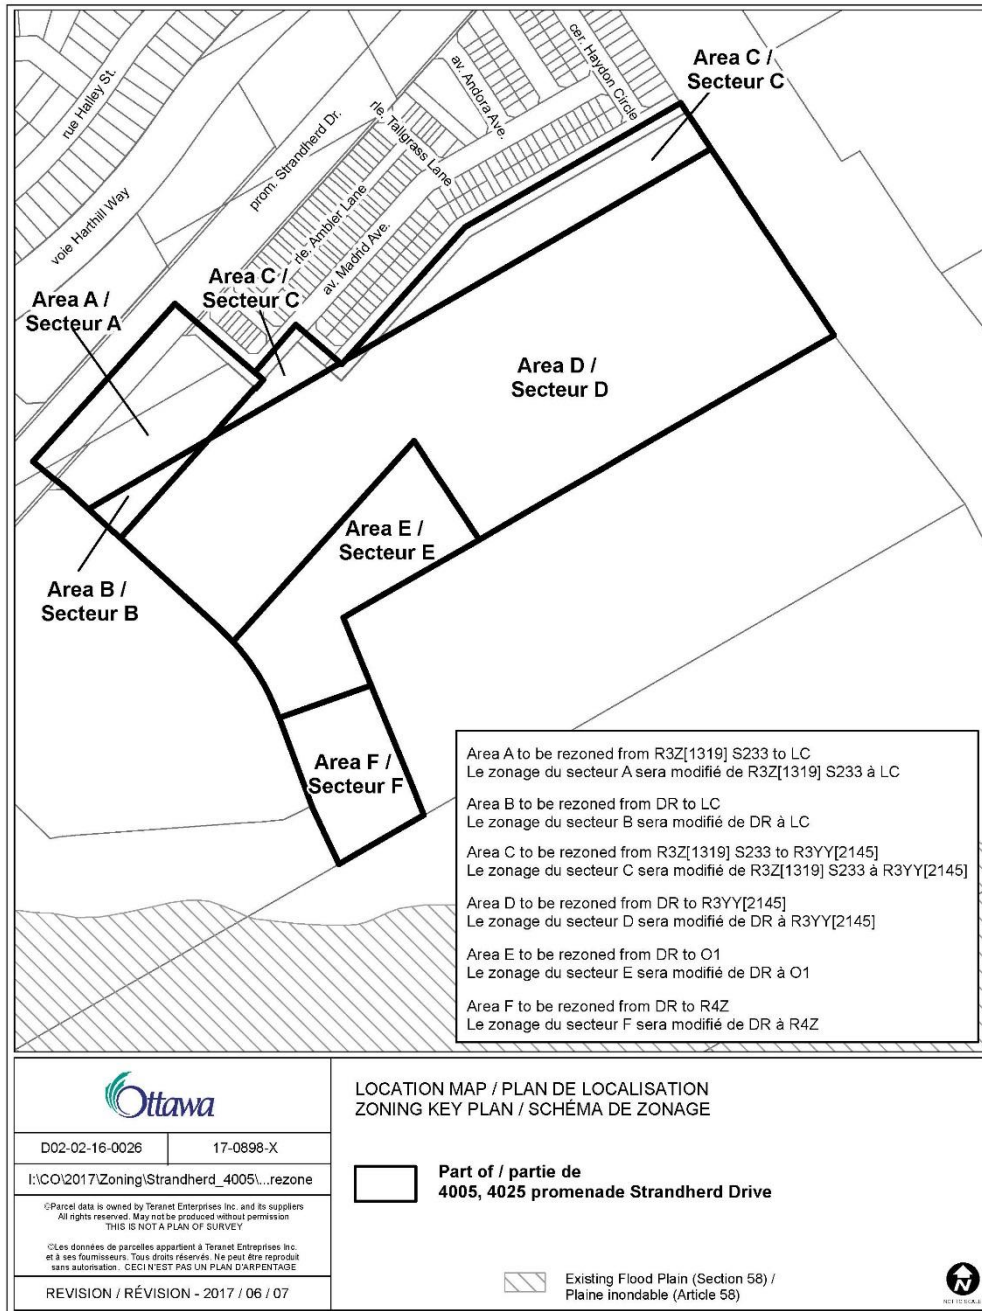 rue Halley St.
voie Harthill Way
prom. Strandherd Dr.
rle. Ambler Lane
av. Madrid Ave.
rle. Tallgrass Lane
av. Andora Ave.
cer. Haydon Circle
Area C /
Secteur C
Area C /
Secteur C
Area A /
Secteur A
Area D /
Secteur D
Area E /
Secteur E
Area B /
Secteur B
Area F /
Secteur F
Area A to be rezoned from R3Z[1319] S233 to LC
Le zonage du secteur A sera modifié de R3Z[1319] S233 à LC
Area B to be rezoned from DR to LC
Le zonage du secteur B sera modifié de DR à LC
Area C to be rezoned from R3Z[1319] S233 to R3YY[2145]
Le zonage du secteur C sera modifié de R3Z[1319] S233 à R3YY[2145]
Area D to be rezoned from DR to R3YY[2145]
Le zonage du secteur D sera modifié de DR à R3YY[2145]
Area E to be rezoned from DR to O1
Le zonage du secteur E sera modifié de DR à O1
Area F to be rezoned from DR to R4Z
Le zonage du secteur F sera modifié de DR à R4Z
Ottawa
D02-02-16-0026 17-0898-X
I:\CO\2017\Zoning\Strandherd_4005\...rezone
©Parcel data is owned by Teranet Enterprises Inc. and its suppliers
All rights reserved. May not be produced without permission
THIS IS NOT A PLAN OF SURVEY
©Les données de parcelles appartient à Teranet Entreprises Inc.
et à ses fournisseurs. Tous droits réservés. Ne peut être reproduit
sans autorisation. CECI N'EST PAS UN PLAN D'ARPENTAGE
REVISION / RÉVISION - 2017 / 06 / 07
LOCATION MAP / PLAN DE LOCALISATION
ZONING KEY PLAN / SCHÉMA DE ZONAGE
Part of / partie de
4005, 4025 promenade Strandherd Drive
Existing Flood Plain (Section 58) /
Plaine inondable (Article 58)
N
NOT TO SCALE